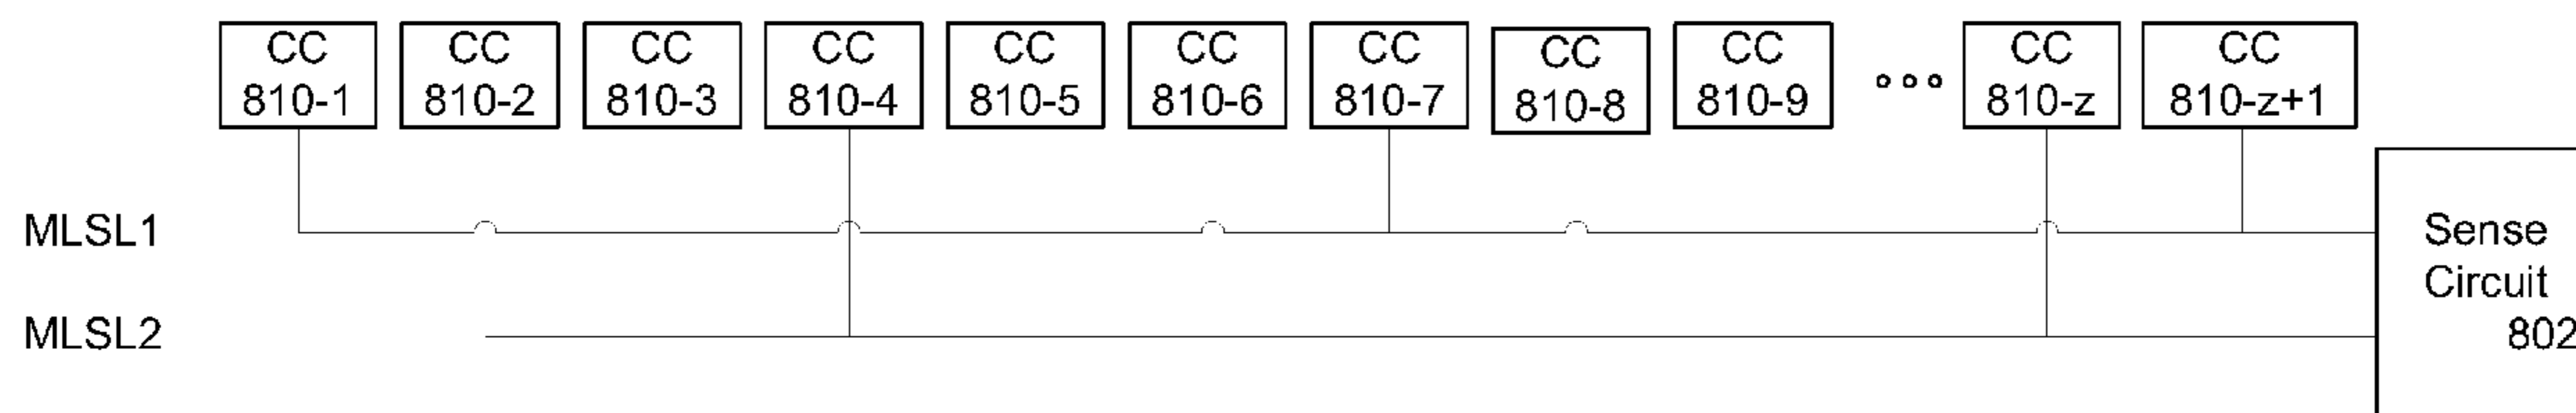 CC
810-1
CC
810-2
CC
810-3
CC
810-4
CC
810-5
CC
810-6
CC
810-7
CC
810-8
CC
810-9
CC
810-z
CC
810-z+1
MLSL1
MLSL2
Sense
Circuit
802